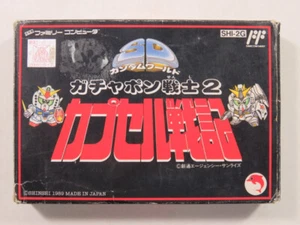 ファミリーコンピュータ
SHI-2G
ガンダムワールド
ガチャポン戦士2
カプセル戦記
©創通エージェンシー・サンライズ
©SHINSEI 1989 MADE IN JAPAN